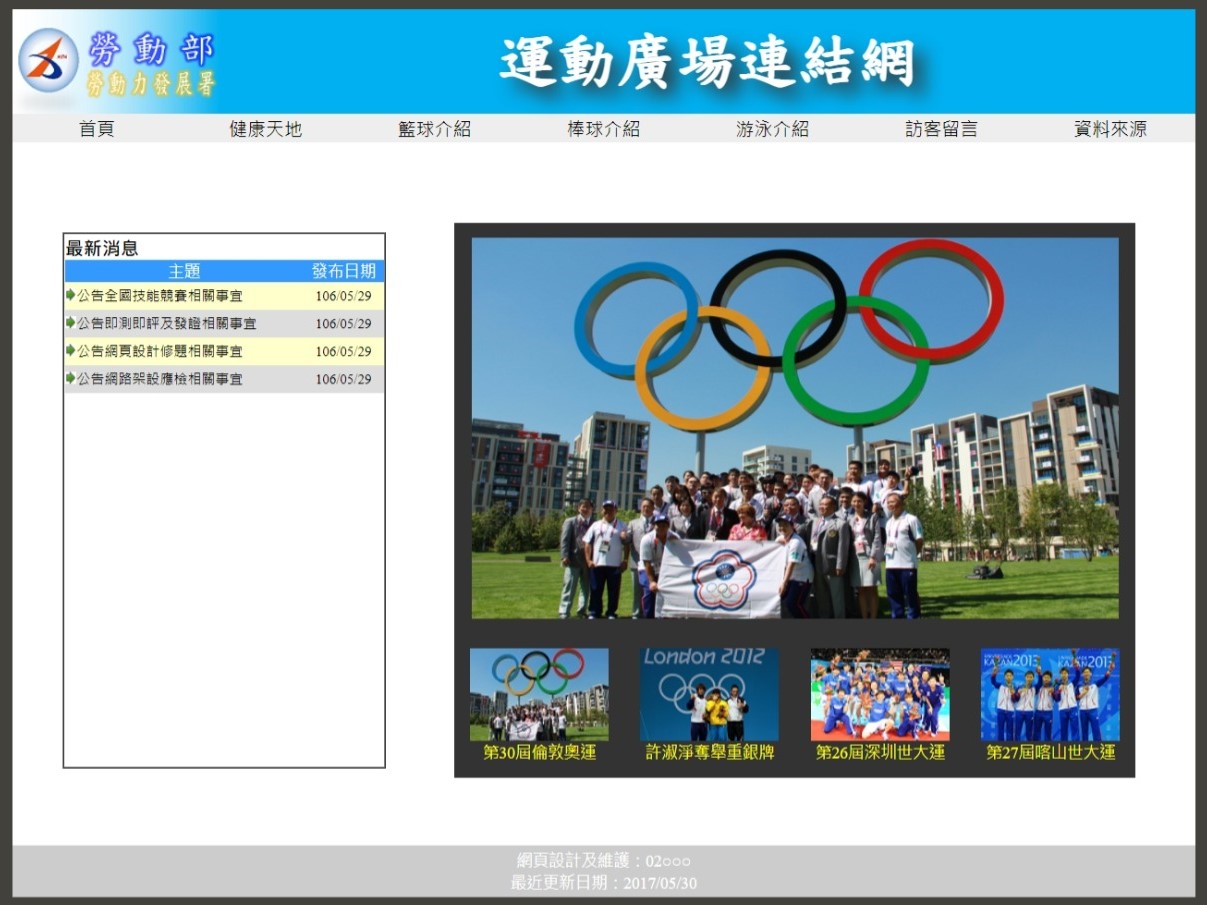 勞動部
勞動力發展署
運動廣場連結網
首頁 健康天地 籃球介紹 棒球介紹 游泳介紹 訪客留言 資料來源
最新消息
主題 發布日期
公告全國技能競賽相關事宜 106/05/29
公告即測即評及發證相關事宜 106/05/29
公告網頁設計修題相關事宜 106/05/29
公告網路架設應檢相關事宜 106/05/29
London 2012
KAZAN2013
KAZAN2013
第30屆倫敦奧運 許淑淨奪舉重銀牌 第26屆深圳世大運 第27屆喀山世大運
網頁設計及維護：02○○○
最近更新日期：2017/05/30